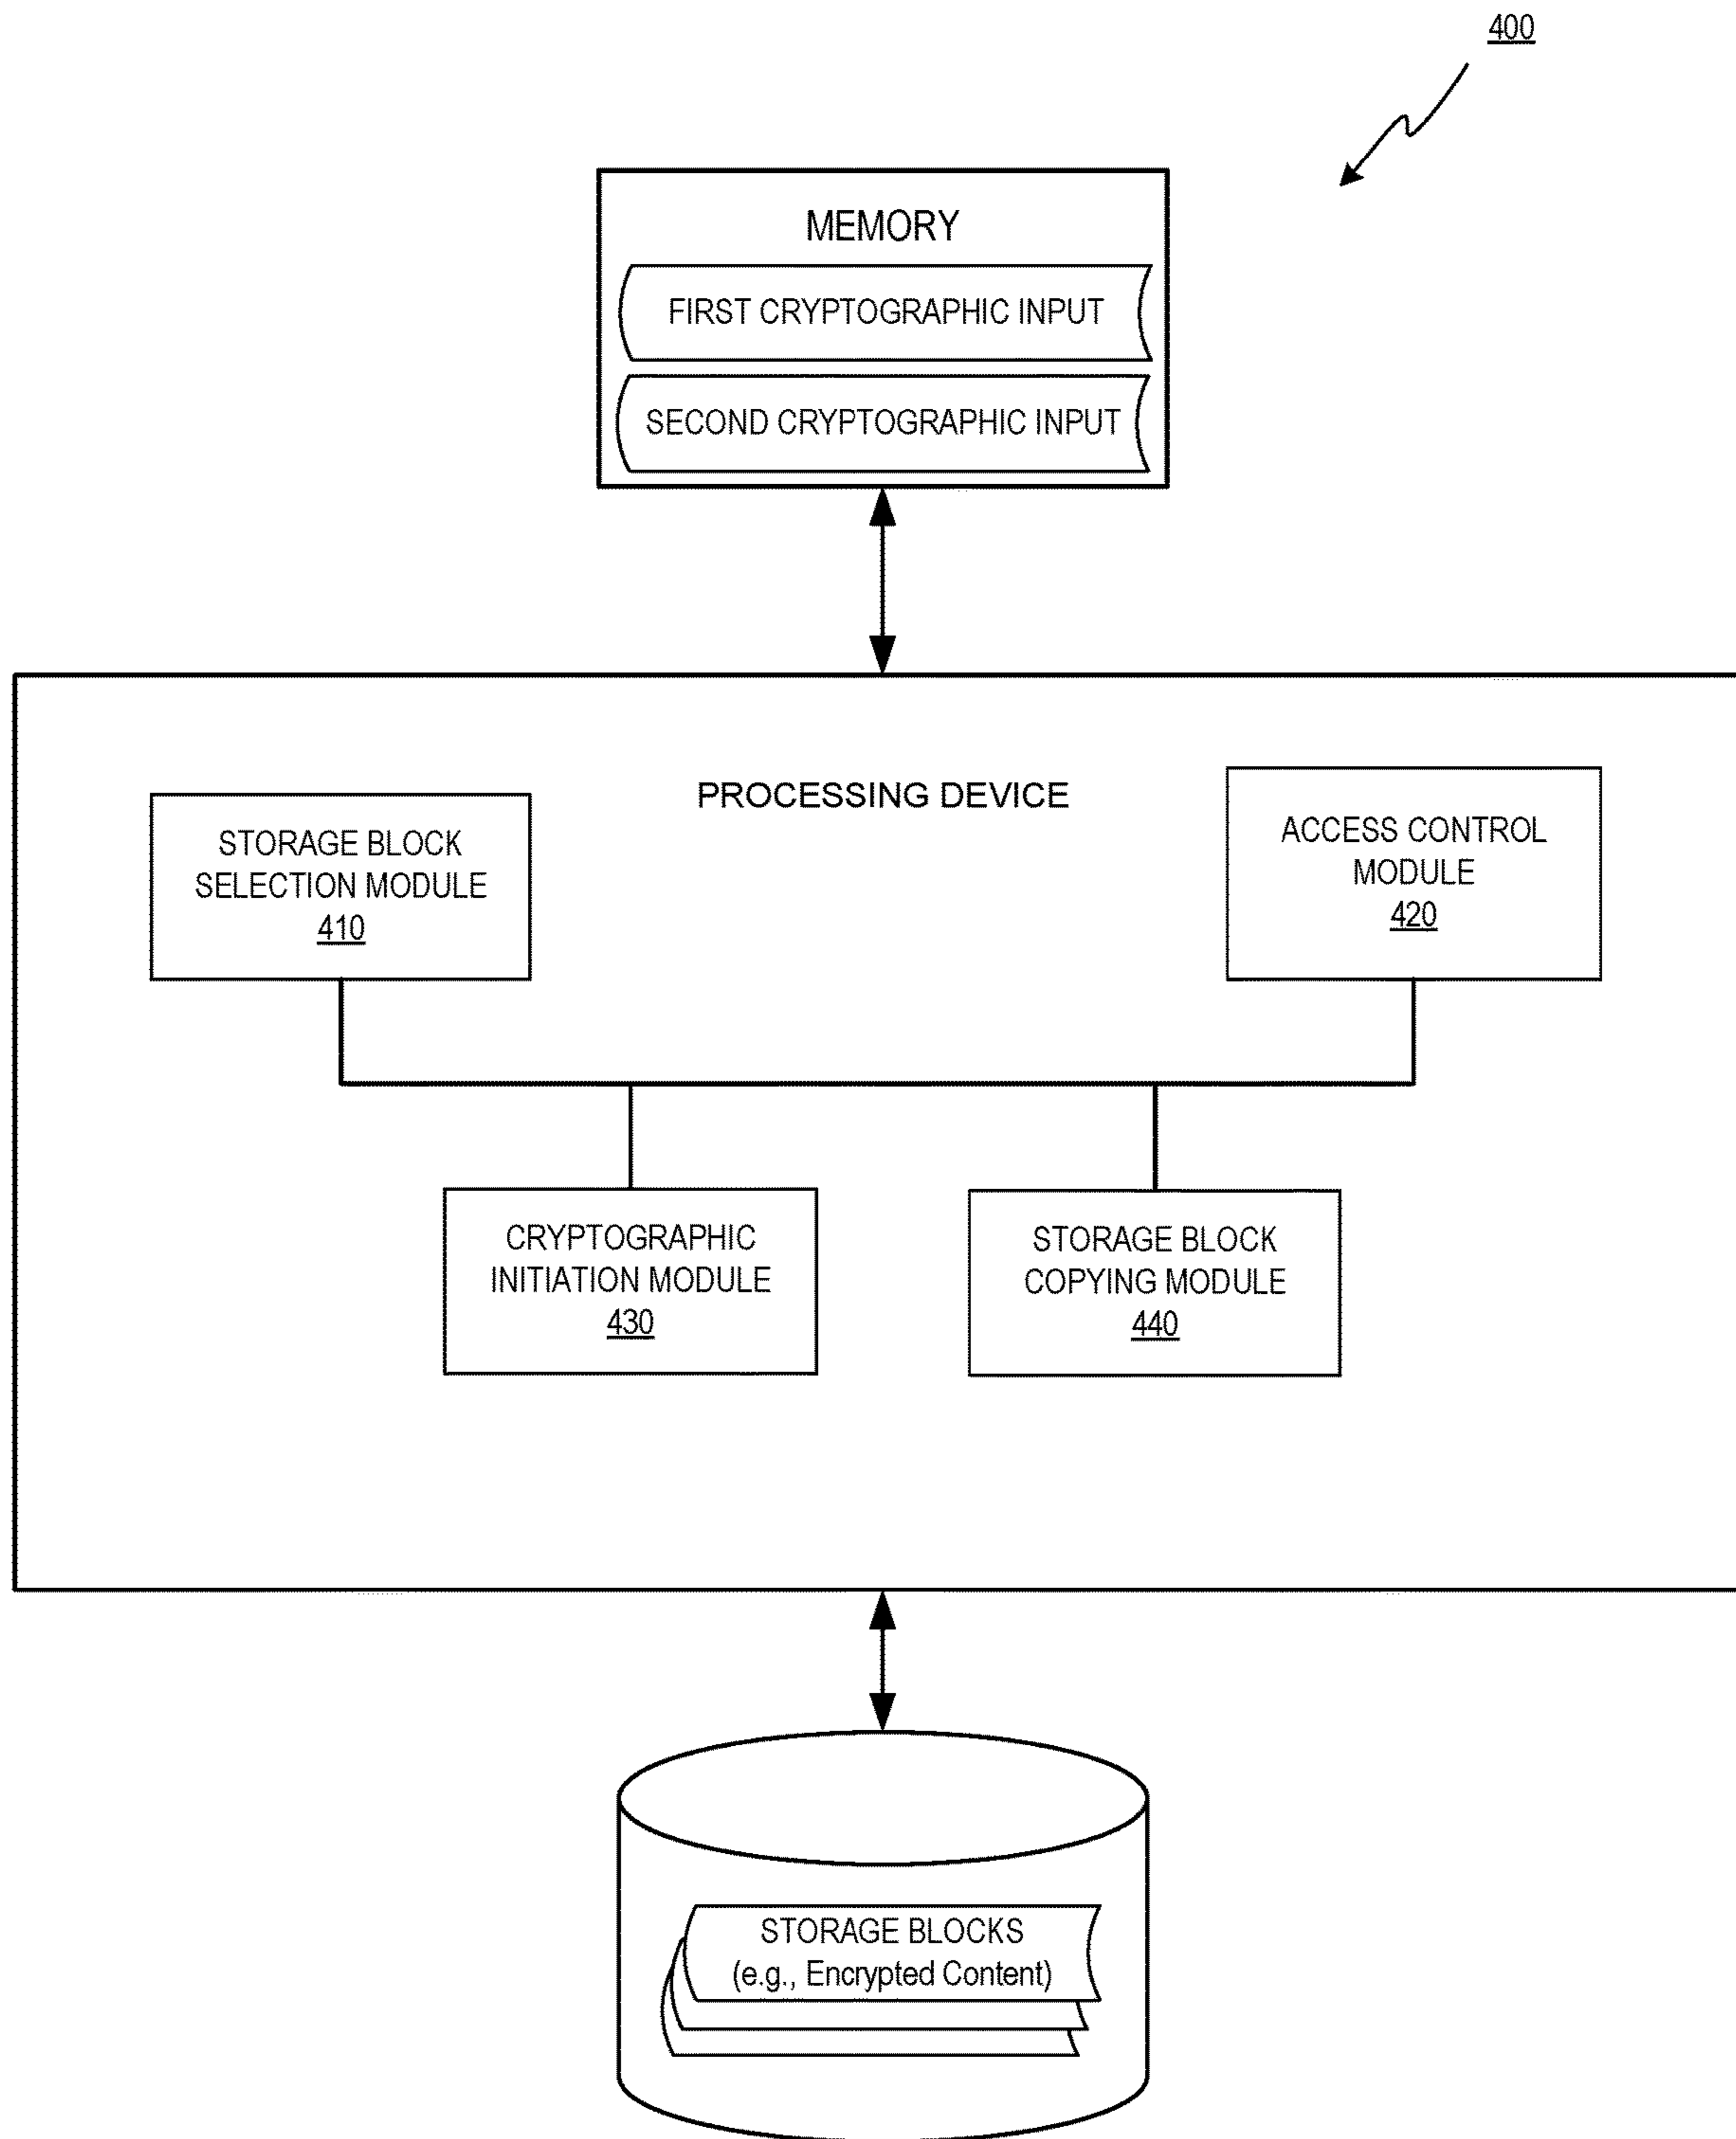 400
MEMORY
FIRST CRYPTOGRAPHIC INPUT
SECOND CRYPTOGRAPHIC INPUT
PROCESSING DEVICE
STORAGE BLOCK
SELECTION MODULE
410
ACCESS CONTROL
MODULE
420
CRYPTOGRAPHIC
INITIATION MODULE
430
STORAGE BLOCK
COPYING MODULE
440
STORAGE BLOCKS
(e.g., Encrypted Content)